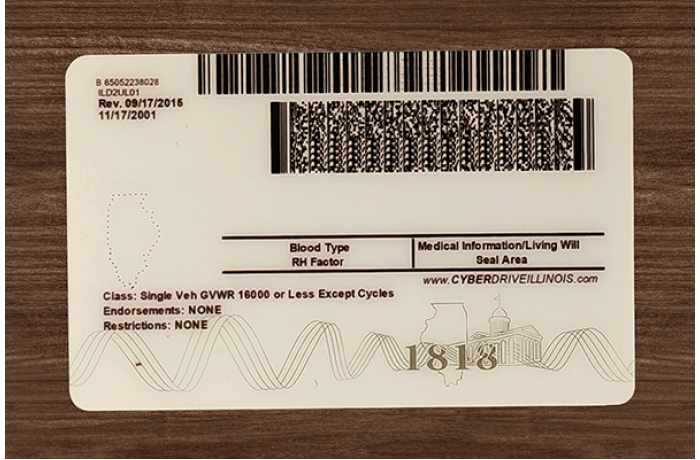 B 65052238028
ILD2UL01
Rev. 09/17/2015
11/17/2001
Blood Type
RH Factor
Medical Information/Living Will
Seal Area
www.CYBERDRIVEILLINOIS.com
Class: Single Veh GVWR 16000 or Less Except Cycles
Endorsements: NONE
Restrictions: NONE
1818